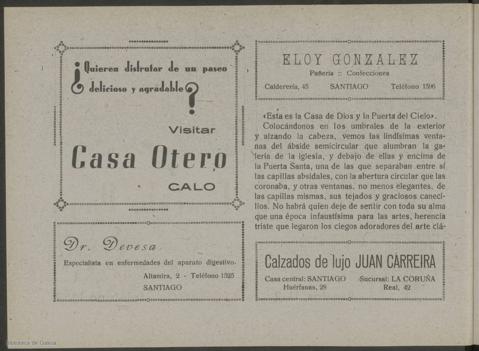 ¿Quieren disfrutar de un paseo
delicioso y agradable?
Visitar
Casa Otero
CALO
Dr. Devesa
Especialista en enfermedades del aparato digestivo.
Altamira, 2 - Teléfono 1325
SANTIAGO
ELOY GONZALEZ
Pañería :: Confecciones
Calderería, 45 SANTIAGO Teléfono 1596
«Esta es la Casa de Dios y la Puerta del Cielo».
Colocándonos en los umbrales de la exterior
y alzando la cabeza, vemos las lindísimas venta-
nas del ábside semicircular que alumbran la ga-
lería de la iglesia, y debajo de ellas y encima de
la Puerta Santa, una de las que separaban entre sí
las capillas absidales, con la abertura circular que las
coronaba, y otras ventanas, no menos elegantes, de
las capillas mismas, sus tejados y graciosos caneci-
llos. No habrá quien deje de sentir con toda su alma
que una época infaustísima para las artes, herencia
triste que legaron los ciegos adoradores del arte clá-
Calzados de lujo JUAN CARREIRA
Casa central: SANTIAGO Sucursal: LA CORUÑA
Huérfanas, 28 Real, 42
Biblioteca de Galicia